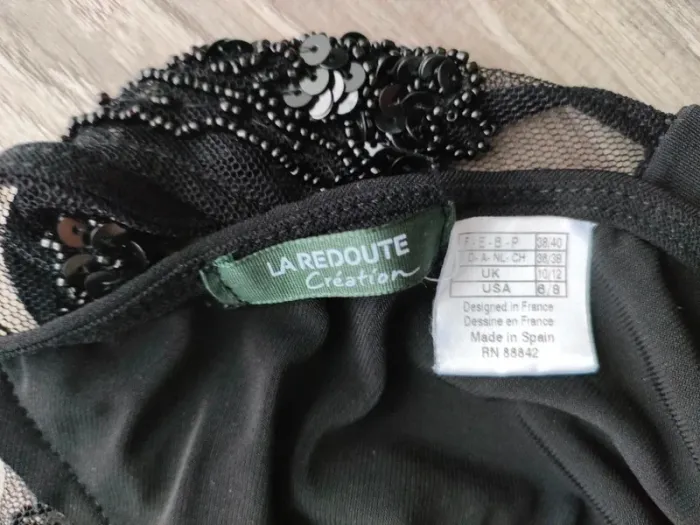 LA REDOUTE
Création
F - E - B - P 38/40
D - A - NL - CH 36/38
UK 10/12
USA 6/8
Designed in France
Dessine en France
Made in Spain
RN 88842